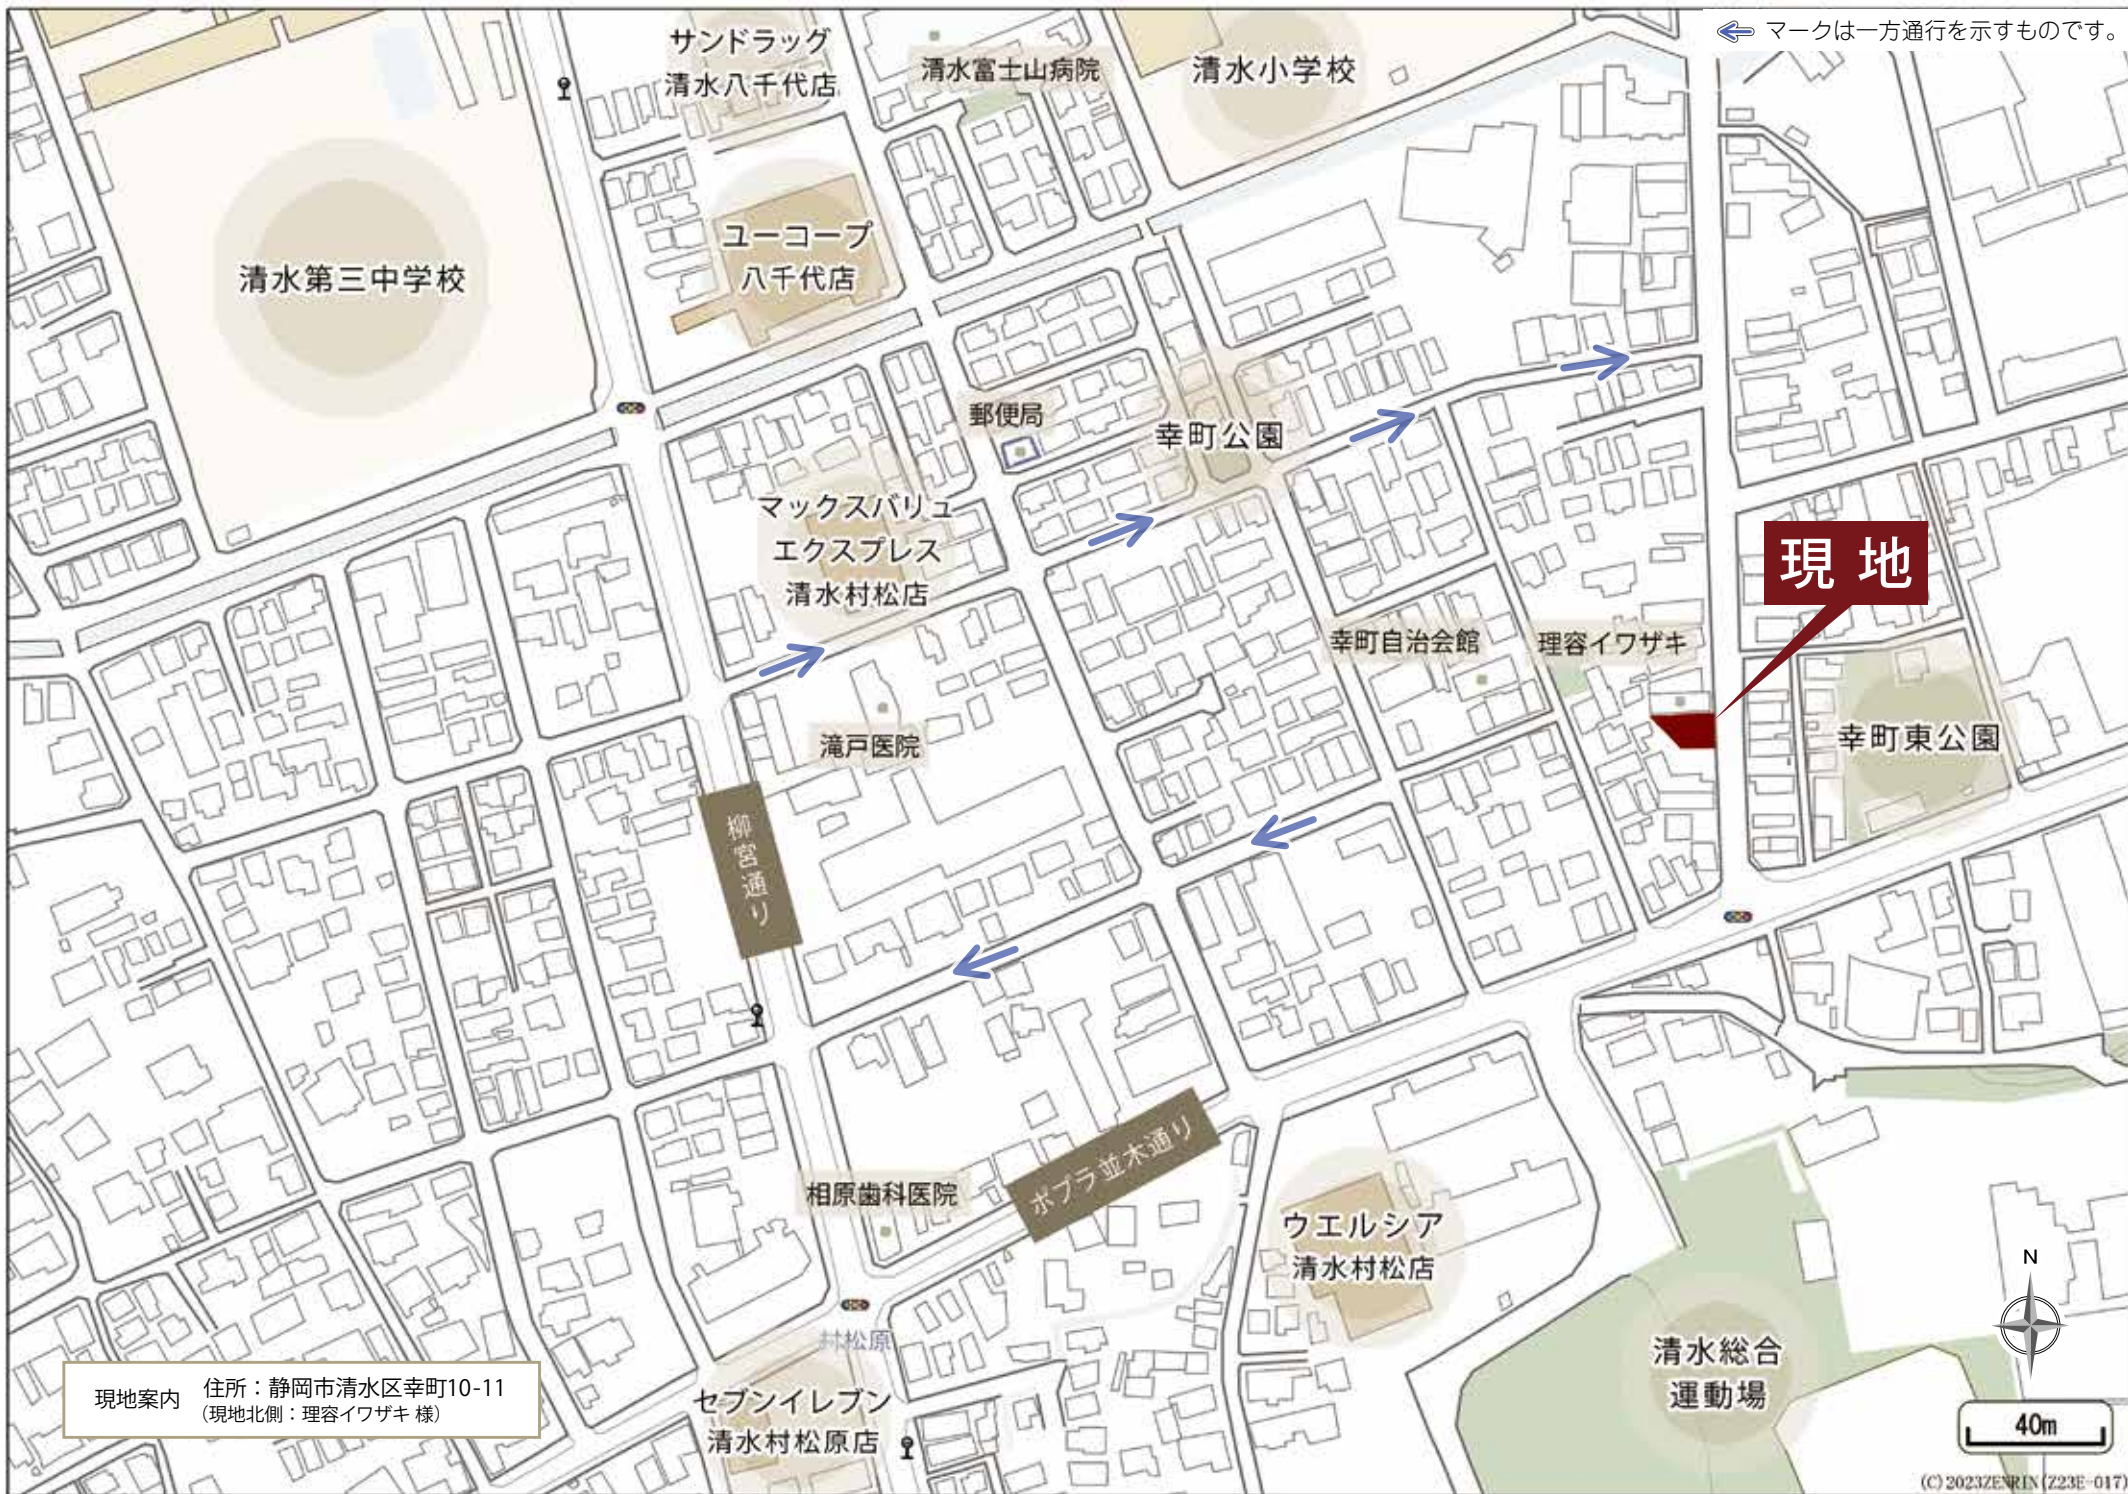 マークは一方通行を示すものです。
サンドラッグ
清水八千代店
清水富士山病院
清水小学校
ユーコープ
八千代店
清水第三中学校
郵便局
幸町公園
マックスバリュ
エクスプレス
清水村松店
現地
幸町自治会館
理容イワザキ
滝戸医院
幸町東公園
柳宮通り
ポプラ並木通り
相原歯科医院
ウエルシア
清水村松店
村松原
セブンイレブン
清水村松原店
清水総合
運動場
N
40m
現地案内 住所：静岡市清水区幸町10-11
（現地北側：理容イワザキ 様）
(C)2023ZENRIN(Z23E-017)